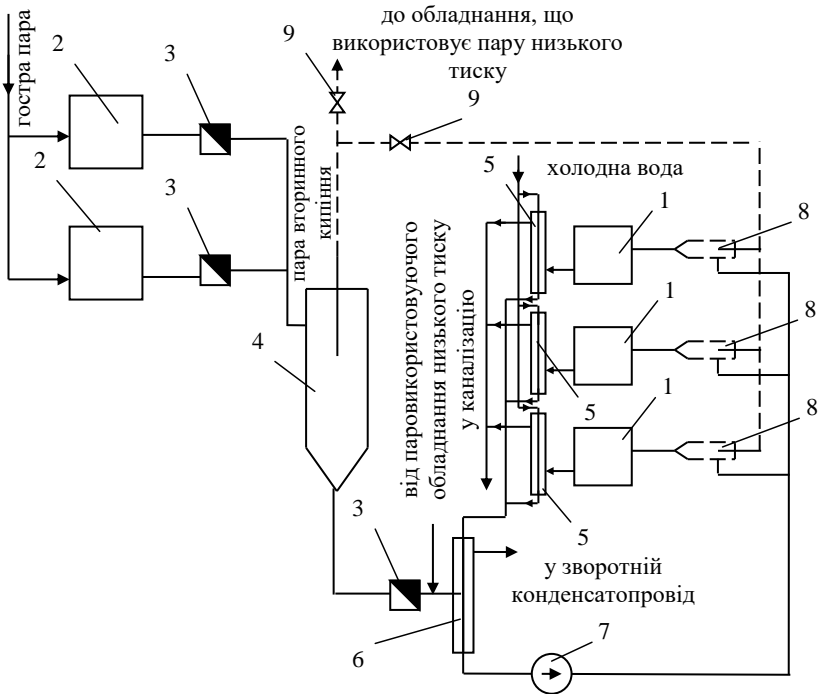 до обладнання, що
використовує пару низького
тиску
гостра пара
2
3
9
9
2
3
пара вторинного
кипіння
5
холодна вода
1
8
від паровикористовуючого
обладнання низького тиску
у каналізацію
4
1
8
5
1
8
3
5
у зворотній
конденсатопровід
6
7